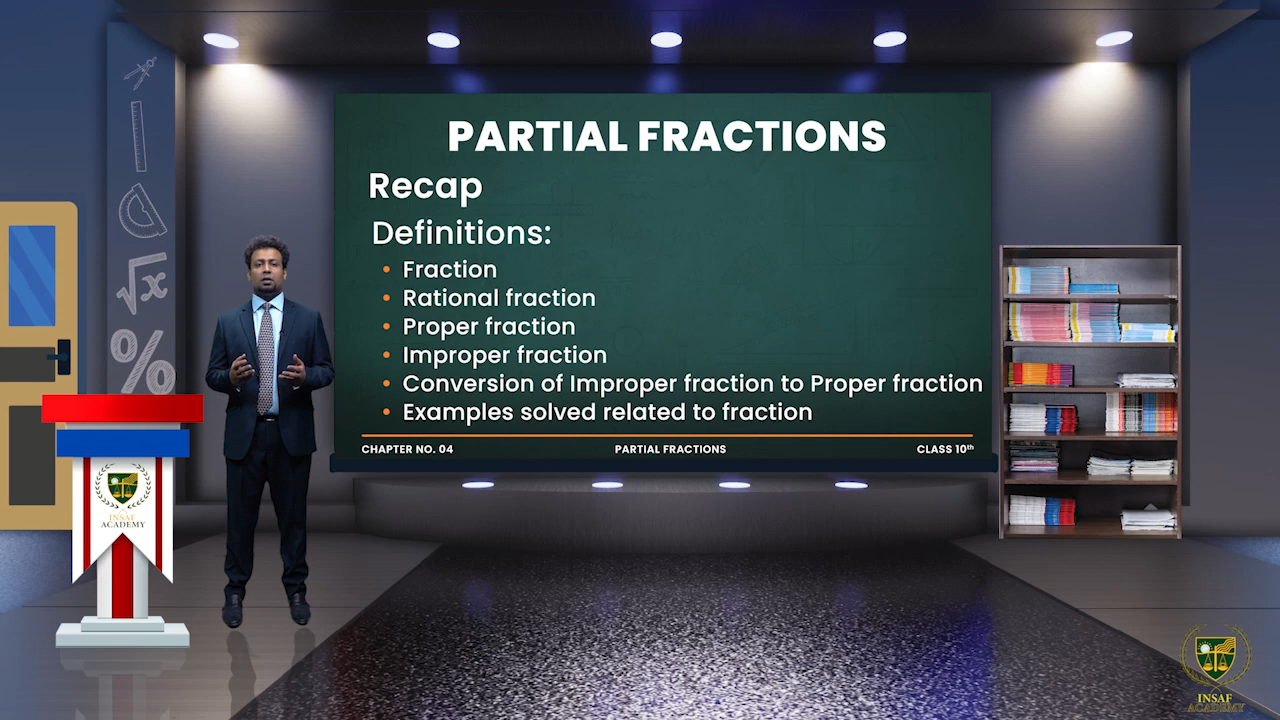 PARTIAL FRACTIONS
Recap
Definitions:
• Fraction
• Rational fraction
• Proper fraction
• Improper fraction
• Conversion of Improper fraction to Proper fraction
• Examples solved related to fraction
CHAPTER NO. 04 PARTIAL FRACTIONS CLASS 10th
√x
%
INSAF
ACADEMY
INSAF
ACADEMY